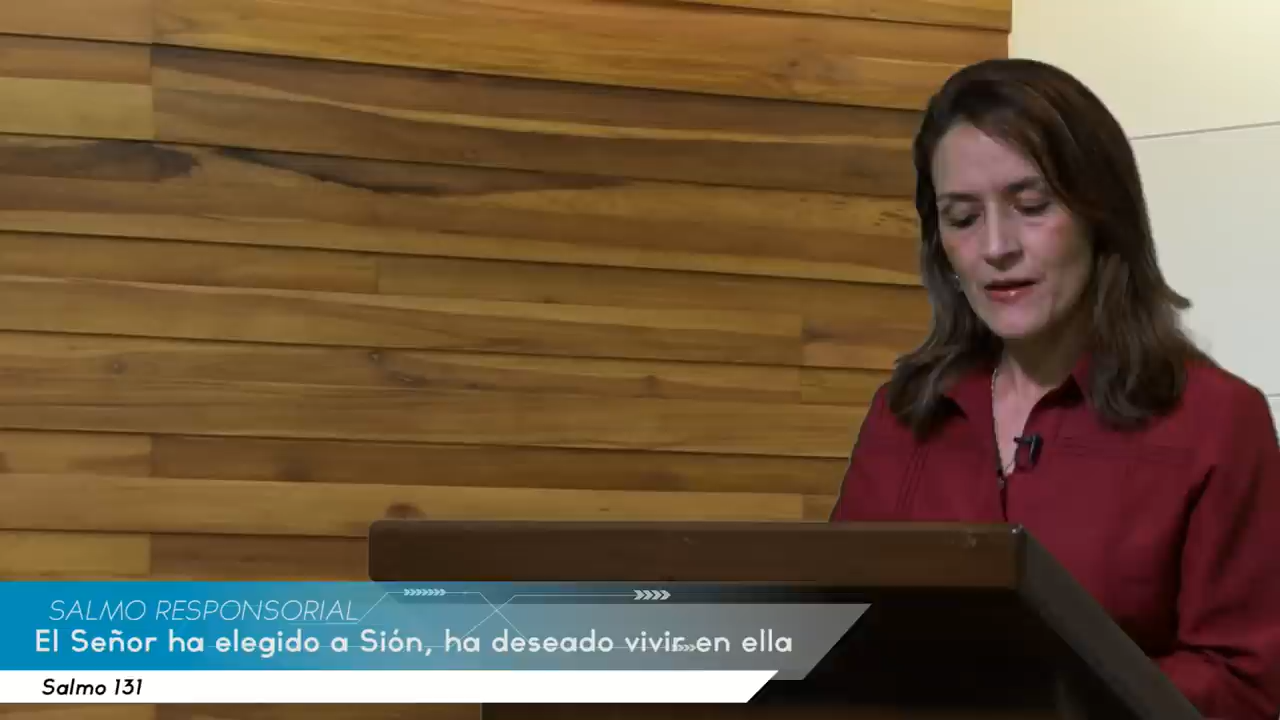 SALMO RESPONSORIAL
El Señor ha elegido a Sión, ha deseado vivir en ella
Salmo 131